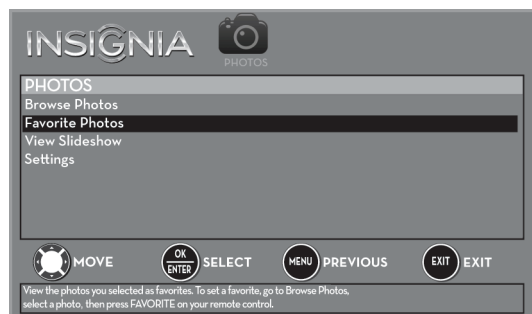 INSIGNIA
PHOTOS
PHOTOS
Browse Photos
Favorite Photos
View Slideshow
Settings
MOVE
OK
ENTER
SELECT
MENU
PREVIOUS
EXIT
EXIT
View the photos you selected as favorites. To set a favorite, go to Browse Photos,
select a photo, then press FAVORITE on your remote control.